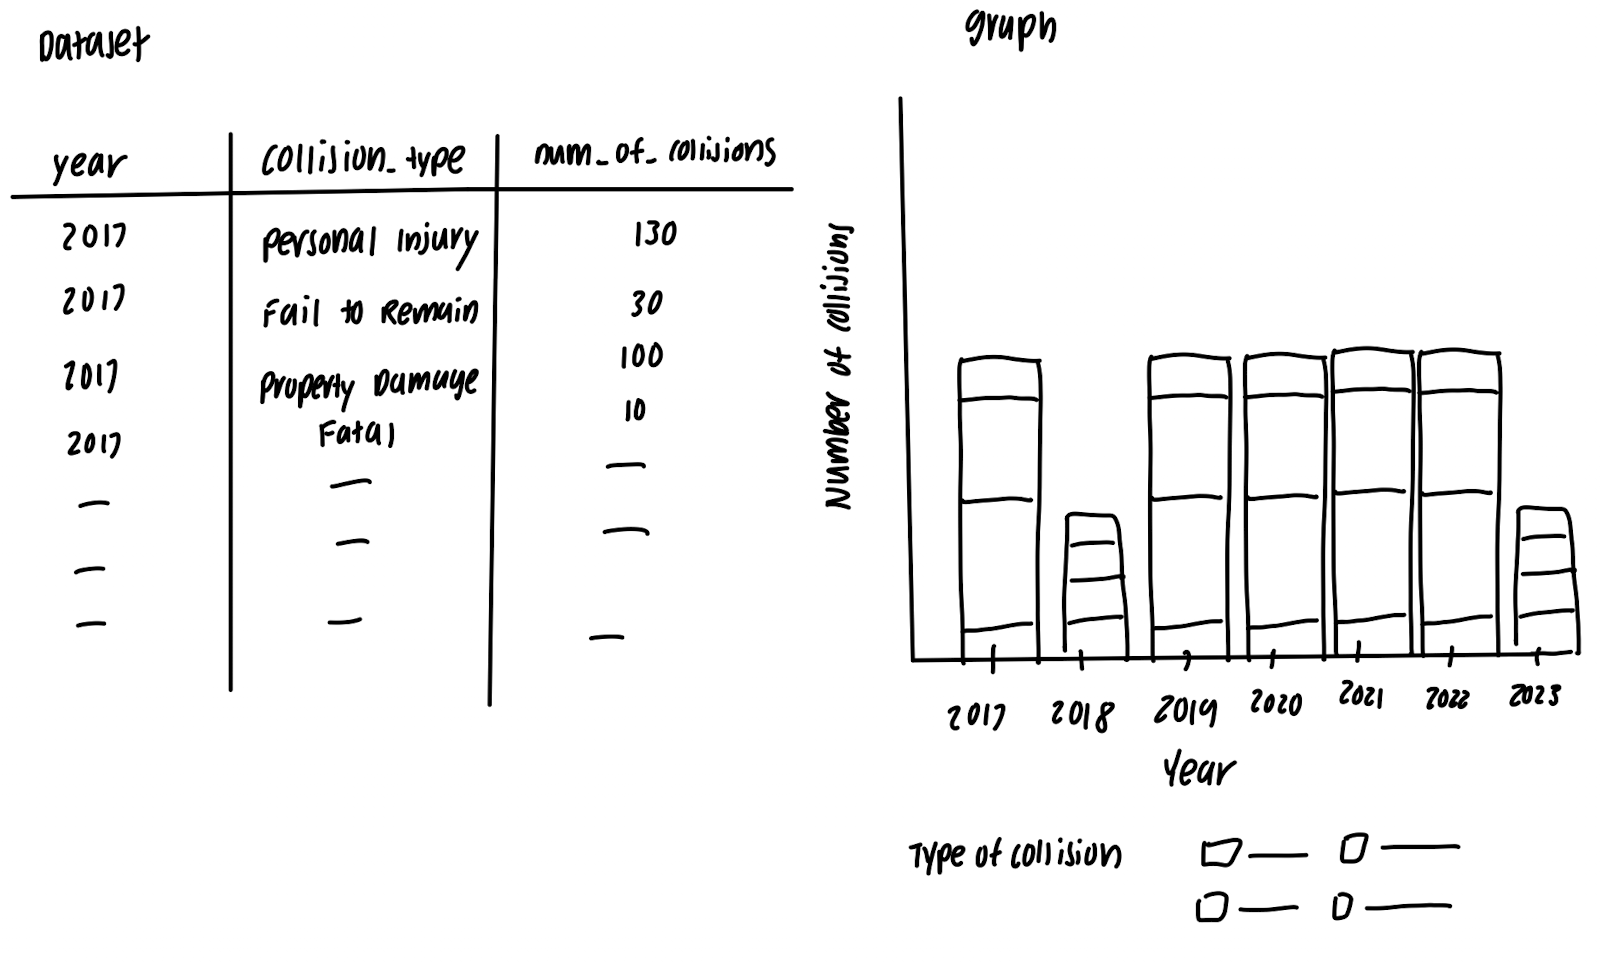 Dataset
year collision_type num_of_collisions
2017 Personal Injury 130
2017 Fail to Remain 30
2017 Property Damage 100
2017 Fatal 10
graph
Number of collisions
2017 2018 2019 2020 2021 2022 2023
Year
Type of collision